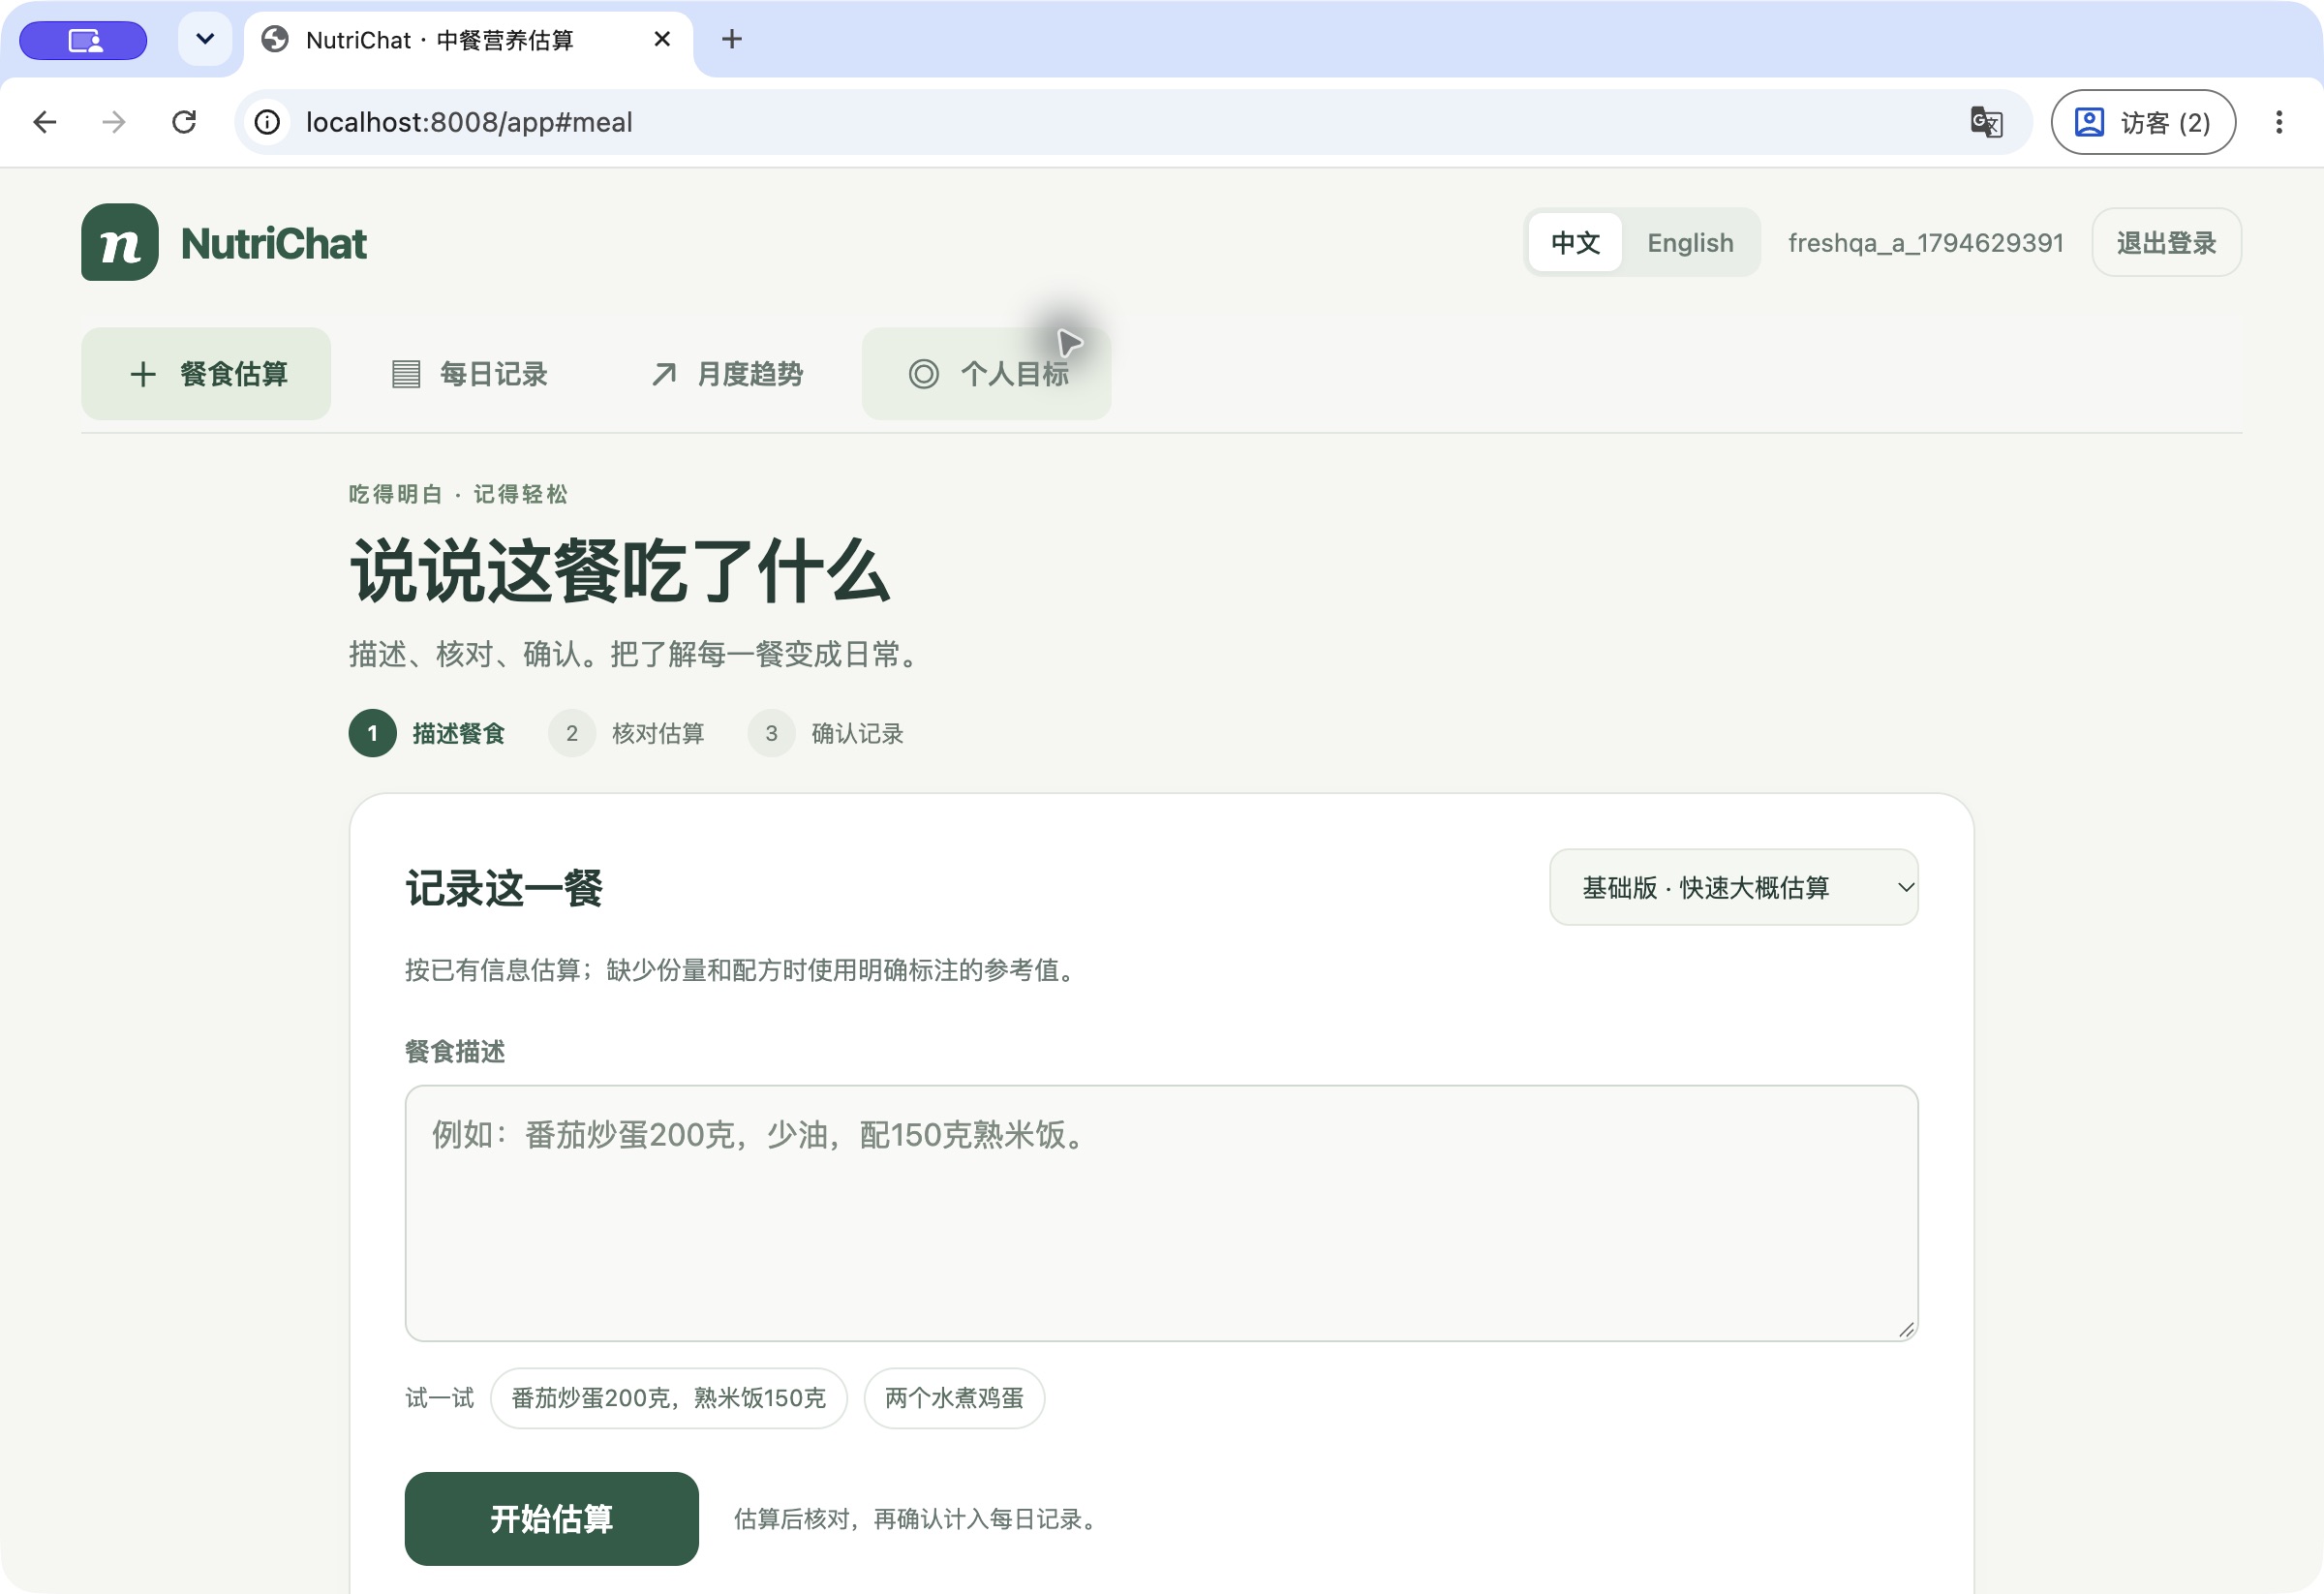 NutriChat · 中餐营养估算
localhost:8008/app#meal
访客 (2)
n NutriChat
中文 English freshqa_a_1794629391 退出登录
餐食估算 每日记录 月度趋势 个人目标
吃得明白 · 记得轻松
说说这餐吃了什么
描述、核对、确认。把了解每一餐变成日常。
1 描述餐食 2 核对估算 3 确认记录
记录这一餐
基础版 · 快速大概估算
按已有信息估算；缺少份量和配方时使用明确标注的参考值。
餐食描述
例如：番茄炒蛋200克，少油，配150克熟米饭。
试一试 番茄炒蛋200克，熟米饭150克 两个水煮鸡蛋
开始估算 估算后核对，再确认计入每日记录。